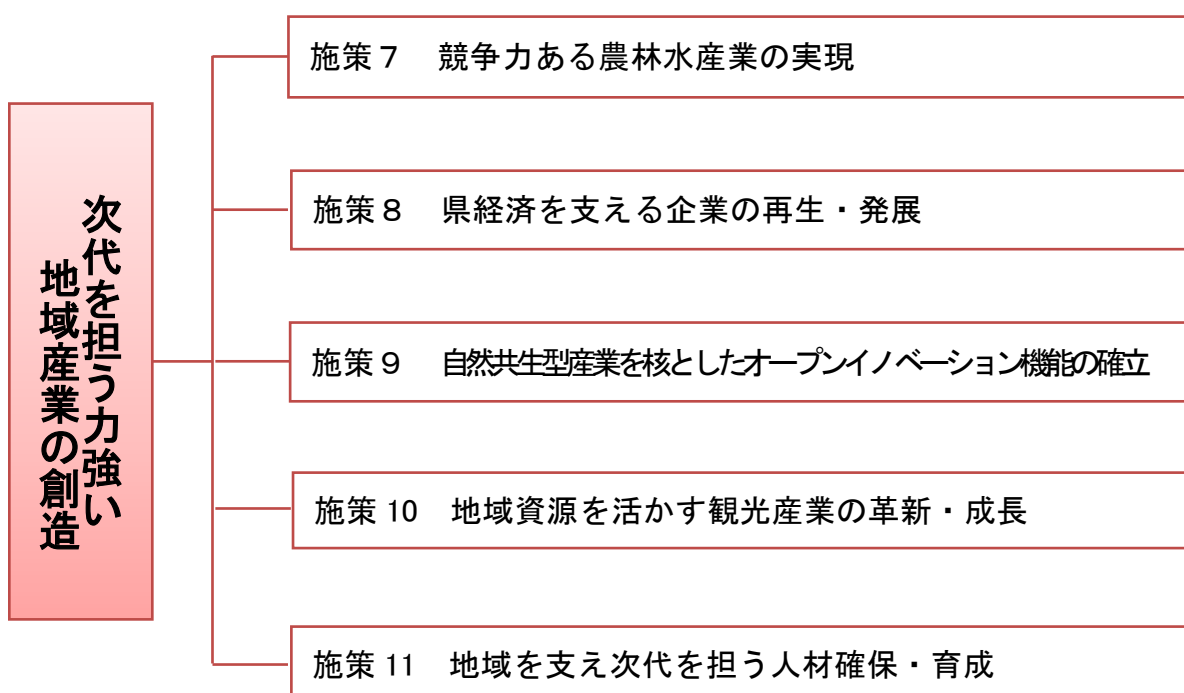 次代を担う力強い
地域産業の創造
施策７　競争力ある農林水産業の実現
施策８　県経済を支える企業の再生・発展
施策９　自然共生型産業を核としたオープンイノベーション機能の確立
施策 10　地域資源を活かす観光産業の革新・成長
施策 11　地域を支え次代を担う人材確保・育成